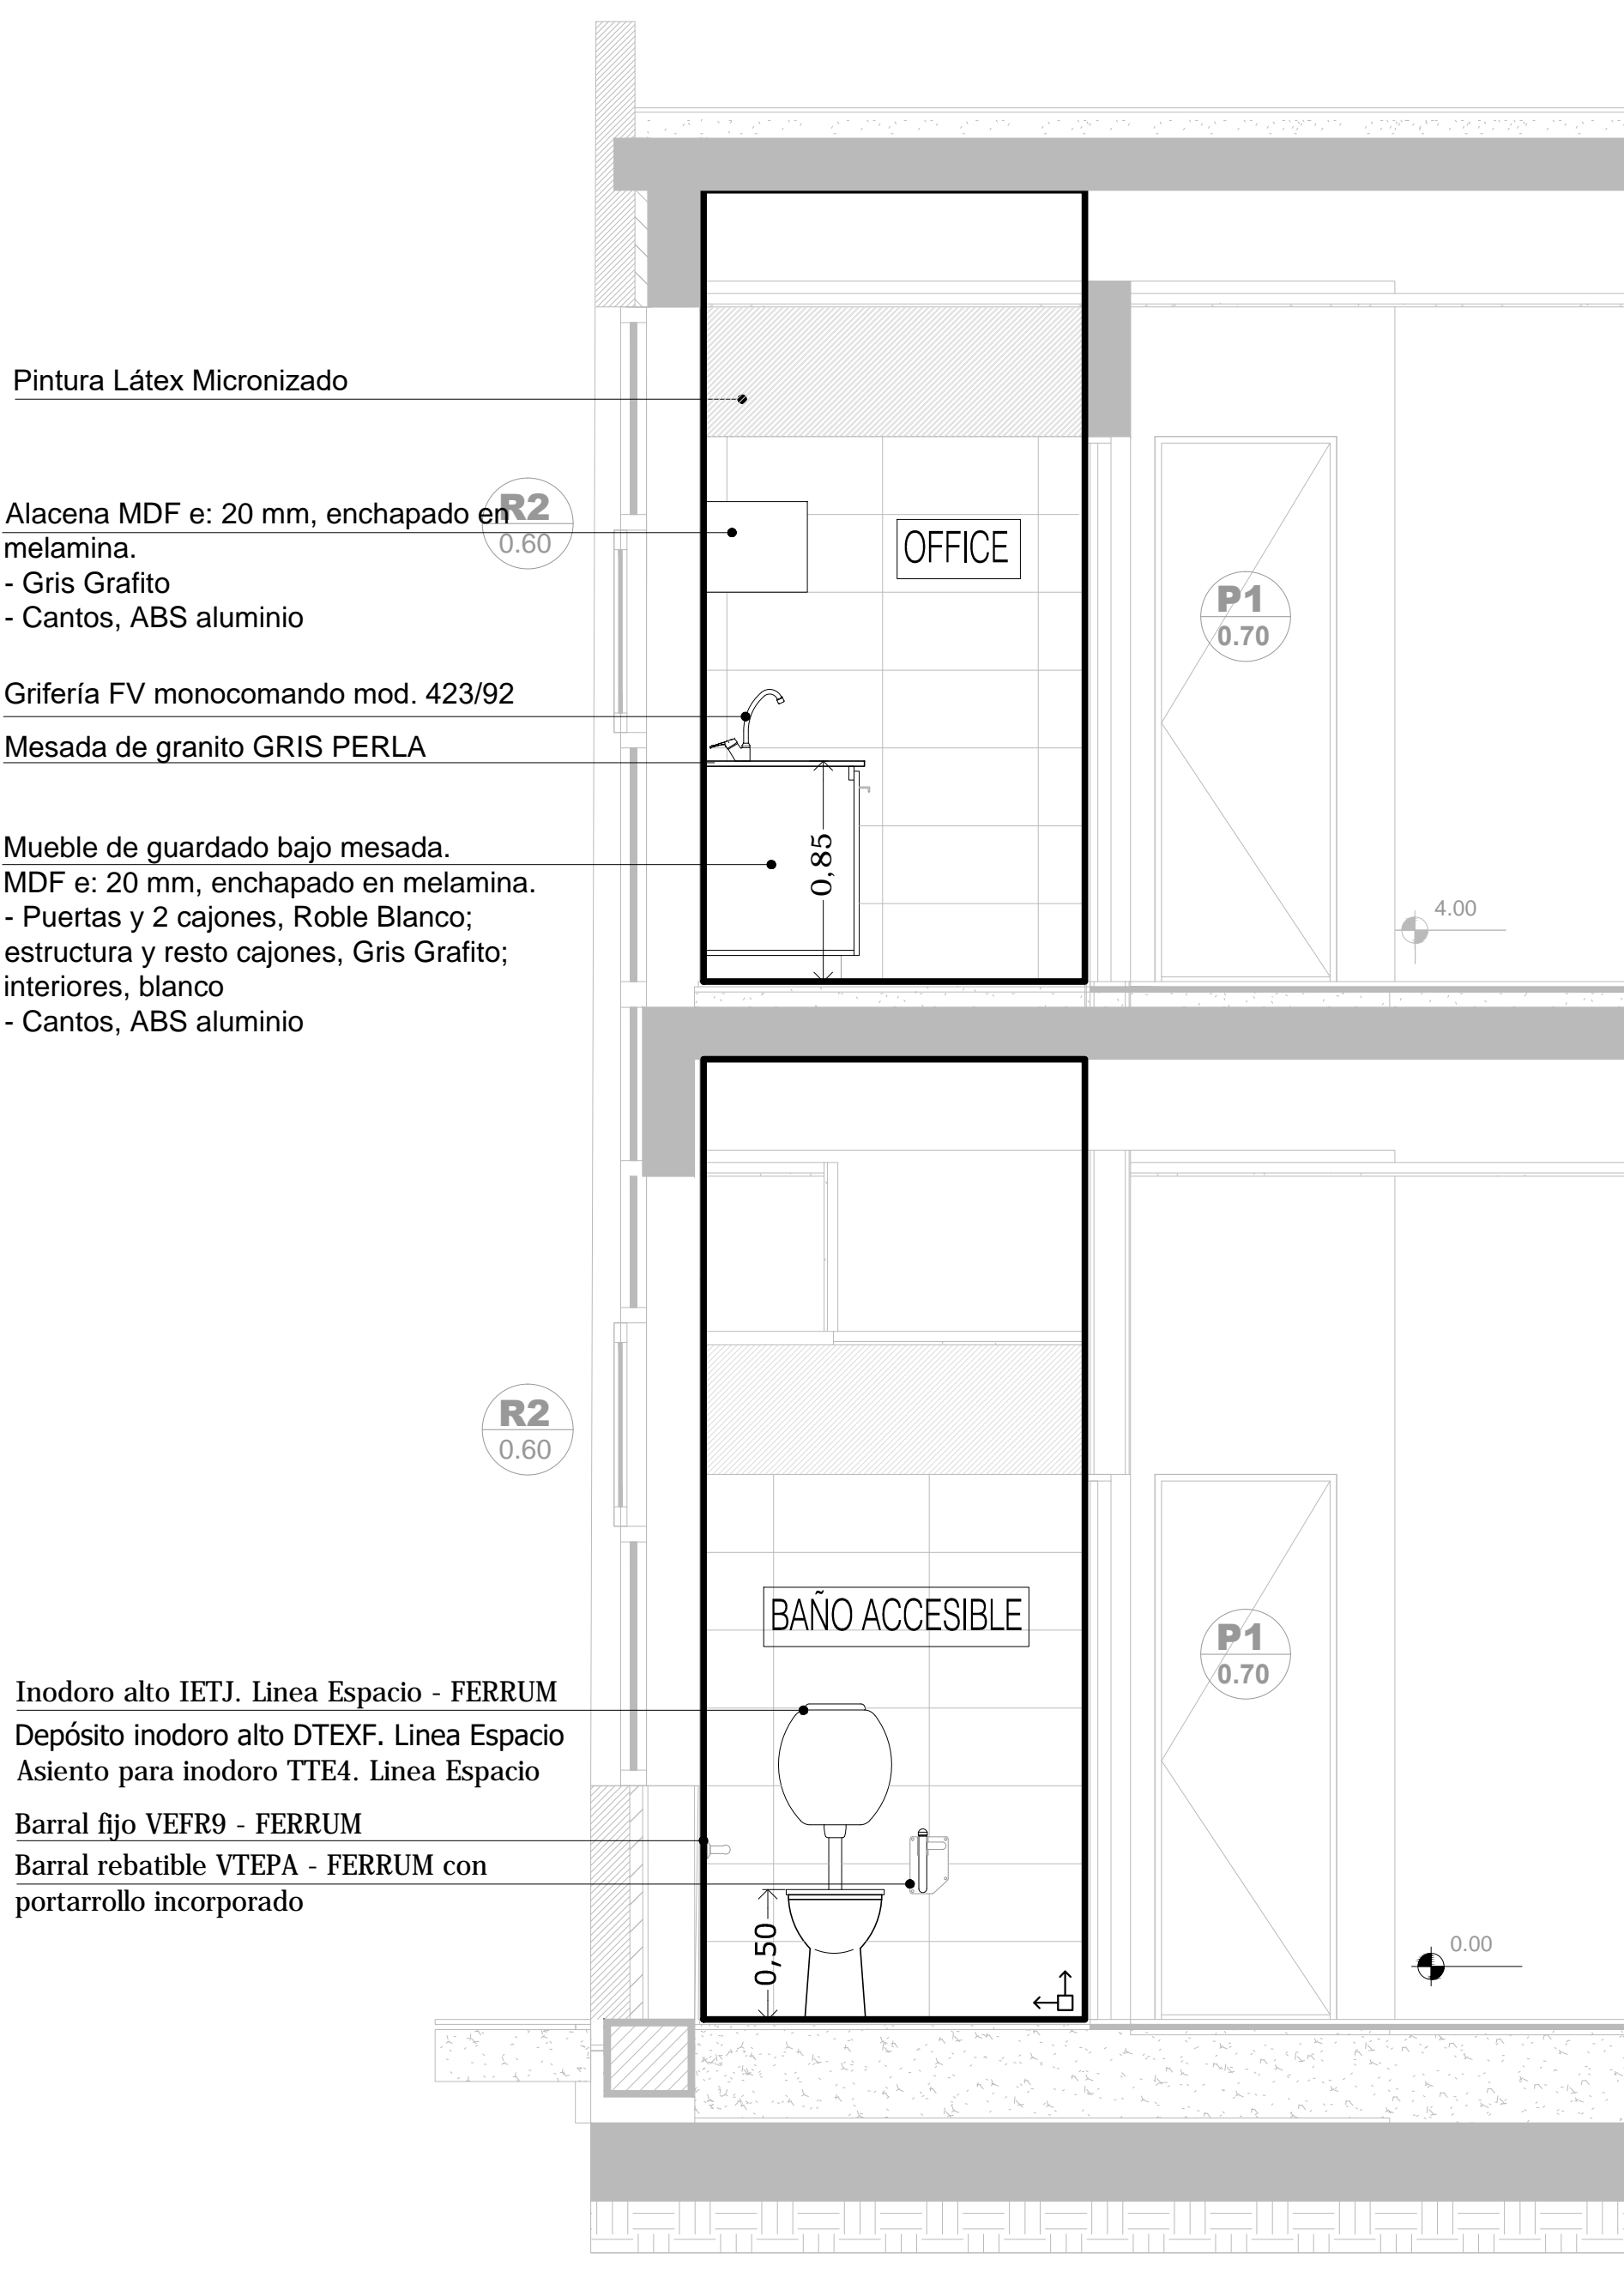 Pintura Látex Micronizado
Alacena MDF e: 20 mm, enchapado en
melamina.
- Gris Grafito
- Cantos, ABS aluminio
R2
0.60
OFFICE
P1
0.70
Grifería FV monocomando mod. 423/92
Mesada de granito GRIS PERLA
Mueble de guardado bajo mesada.
MDF e: 20 mm, enchapado en melamina.
- Puertas y 2 cajones, Roble Blanco;
estructura y resto cajones, Gris Grafito;
interiores, blanco
- Cantos, ABS aluminio
0,85
4.00
R2
0.60
BAÑO ACCESIBLE
P1
0.70
Inodoro alto IETJ. Linea Espacio - FERRUM
Depósito inodoro alto DTEXF. Linea Espacio
Asiento para inodoro TTE4. Linea Espacio
Barral fijo VEFR9 - FERRUM
Barral rebatible VTEPA - FERRUM con
portarrollo incorporado
0,50
0.00